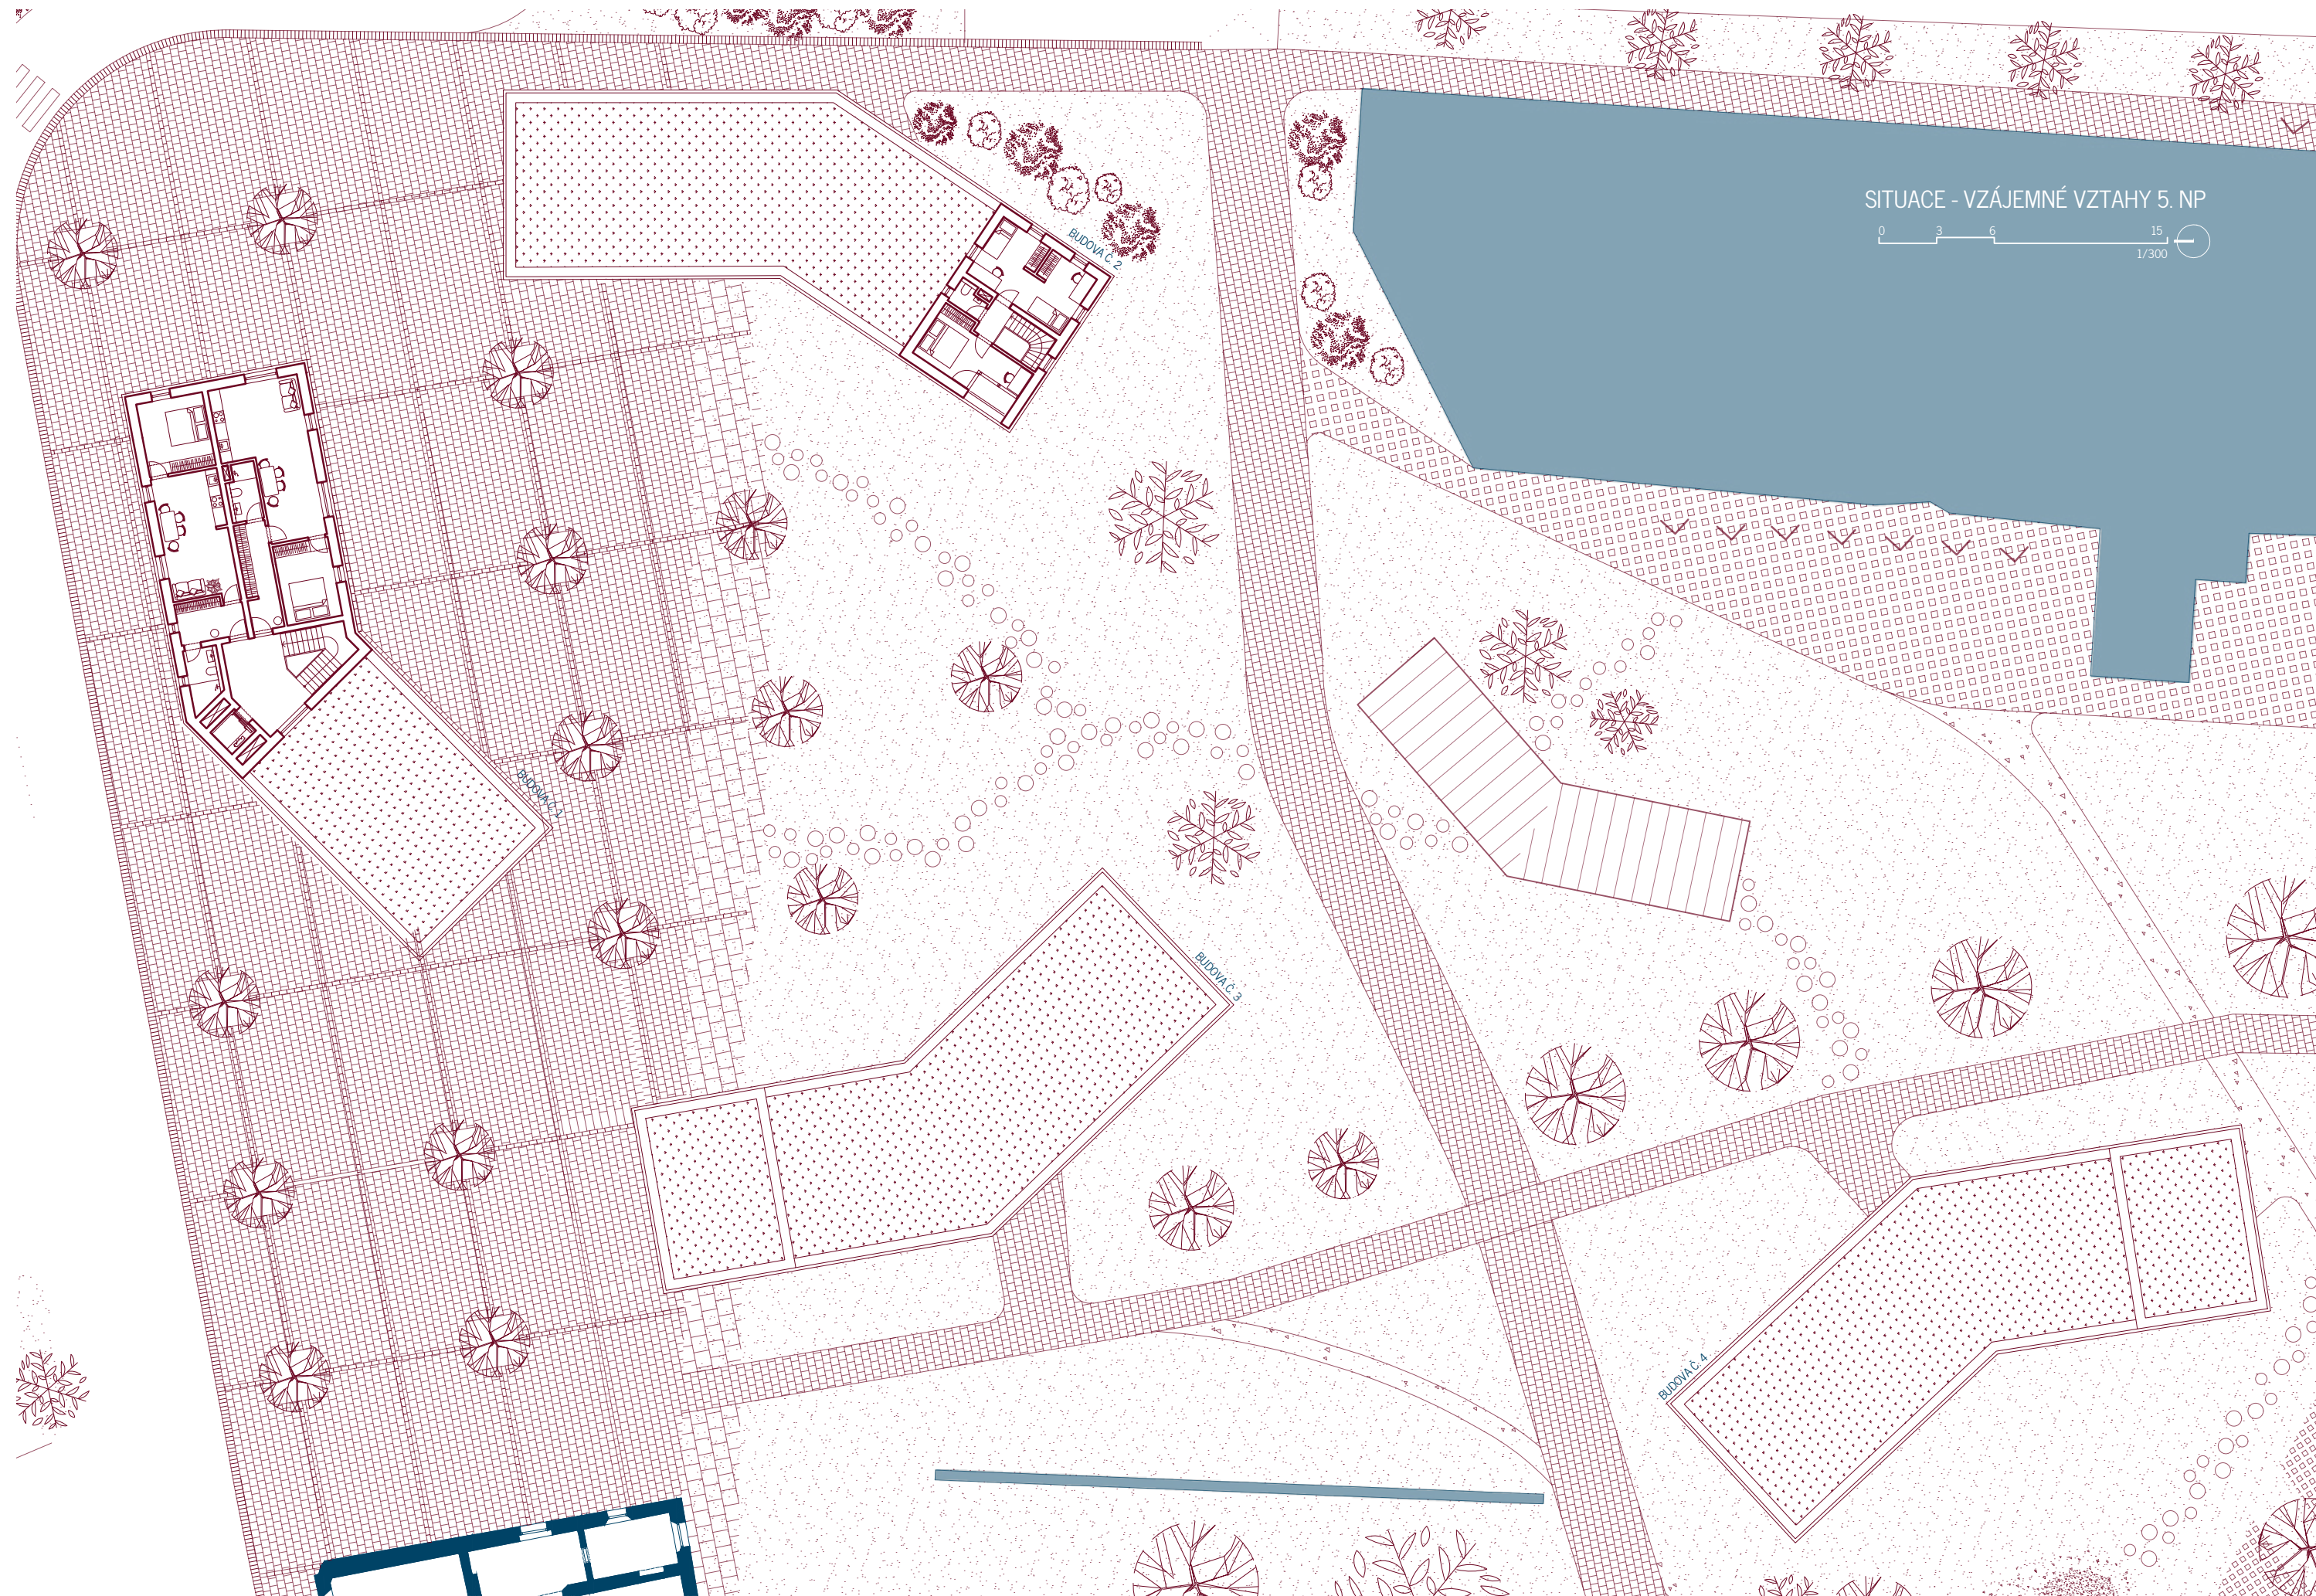 SITUACE - VZÁJEMNÉ VZTAHY 5. NP
0 3 6 15
1/300
BUDOVA Č. 2
BUDOVA Č. 1
BUDOVA Č. 3
BUDOVA Č. 4